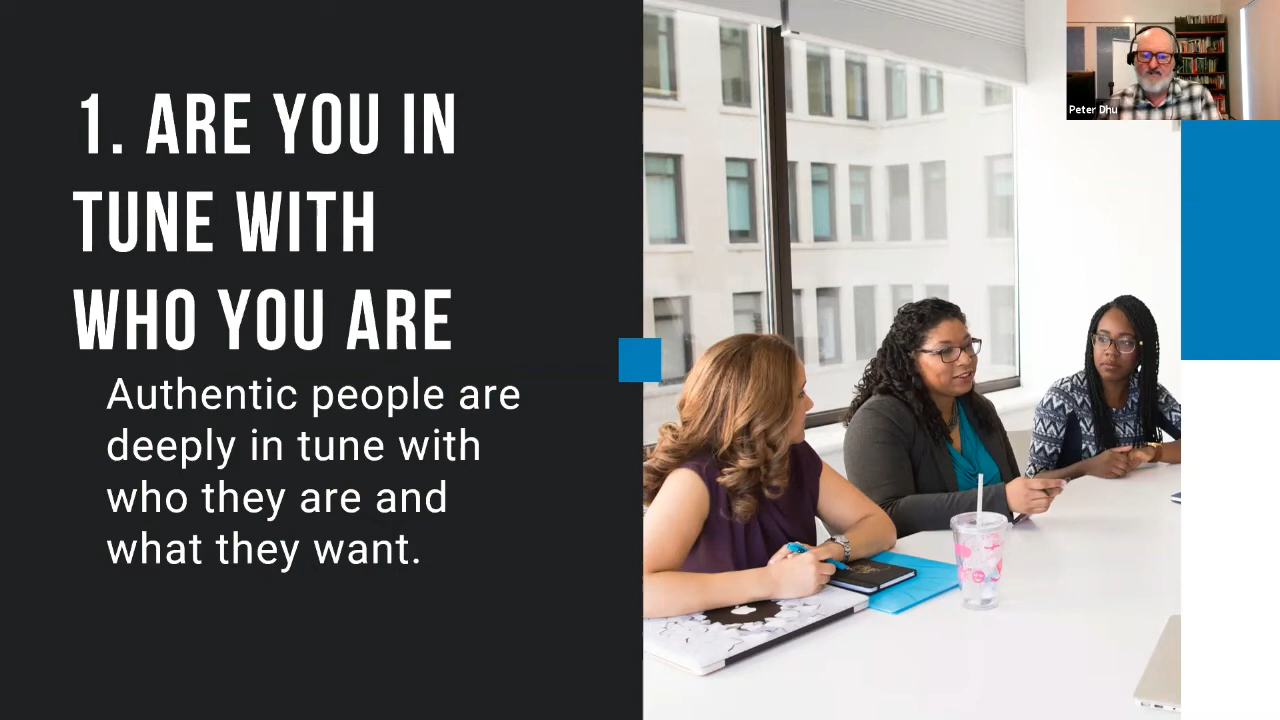 1. ARE YOU IN
TUNE WITH
WHO YOU ARE
Authentic people are
deeply in tune with
who they are and
what they want.
Peter Dhu